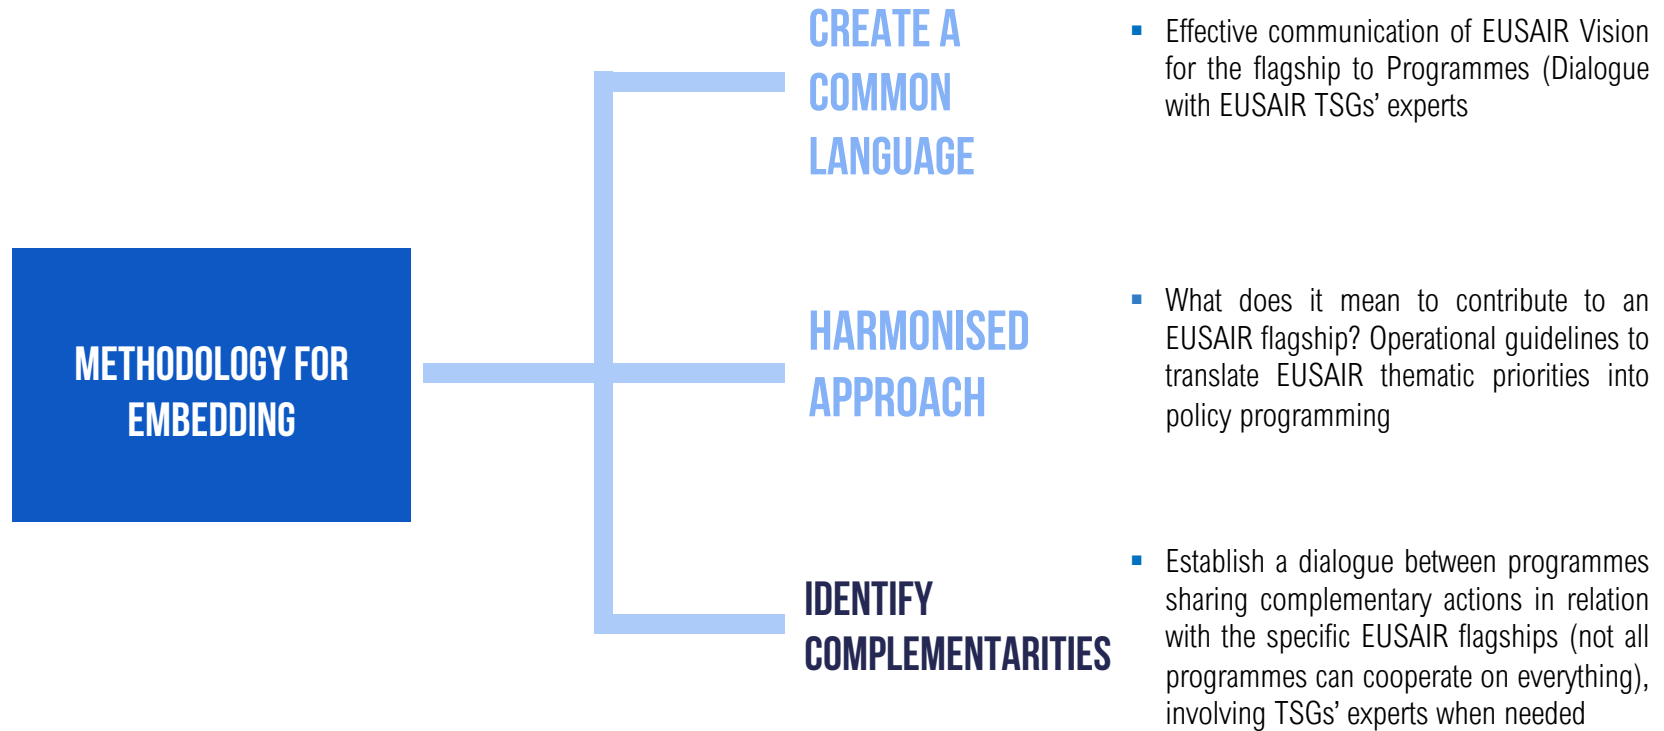 METHODOLOGY FOR
EMBEDDING
CREATE A
COMMON
LANGUAGE
▪ Effective communication of EUSAIR Vision
for the flagship to Programmes (Dialogue
with EUSAIR TSGs’ experts
HARMONISED
APPROACH
▪ What does it mean to contribute to an
EUSAIR flagship? Operational guidelines to
translate EUSAIR thematic priorities into
policy programming
IDENTIFY
COMPLEMENTARITIES
▪ Establish a dialogue between programmes
sharing complementary actions in relation
with the specific EUSAIR flagships (not all
programmes can cooperate on everything),
involving TSGs’ experts when needed